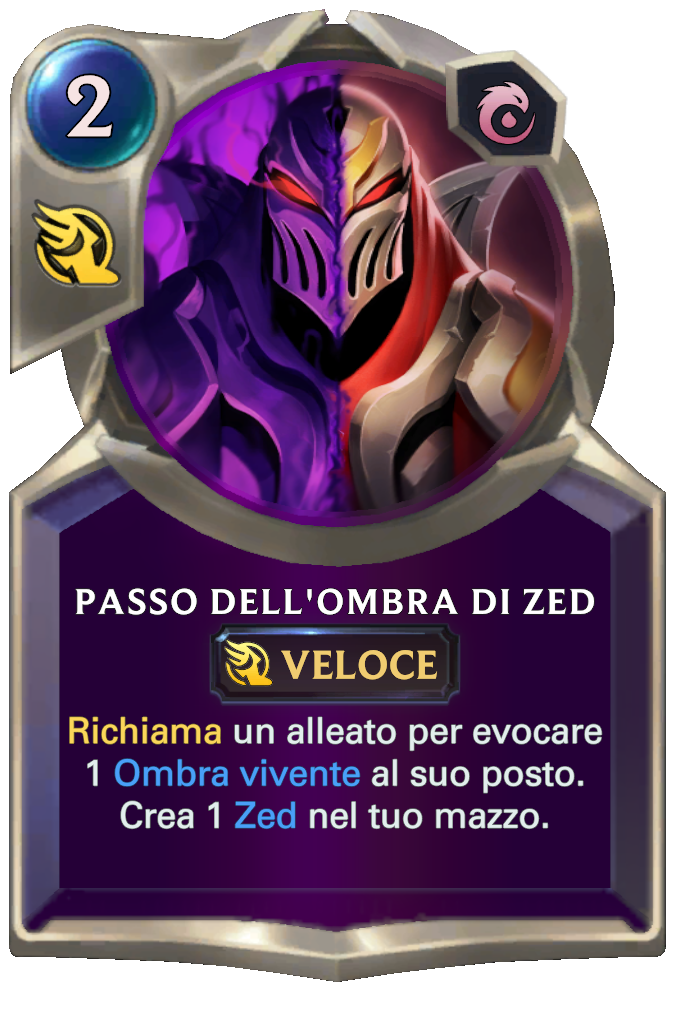 2
PASSO DELL'OMBRA DI ZED
VELOCE
Richiama un alleato per evocare
1 Ombra vivente al suo posto.
Crea 1 Zed nel tuo mazzo.